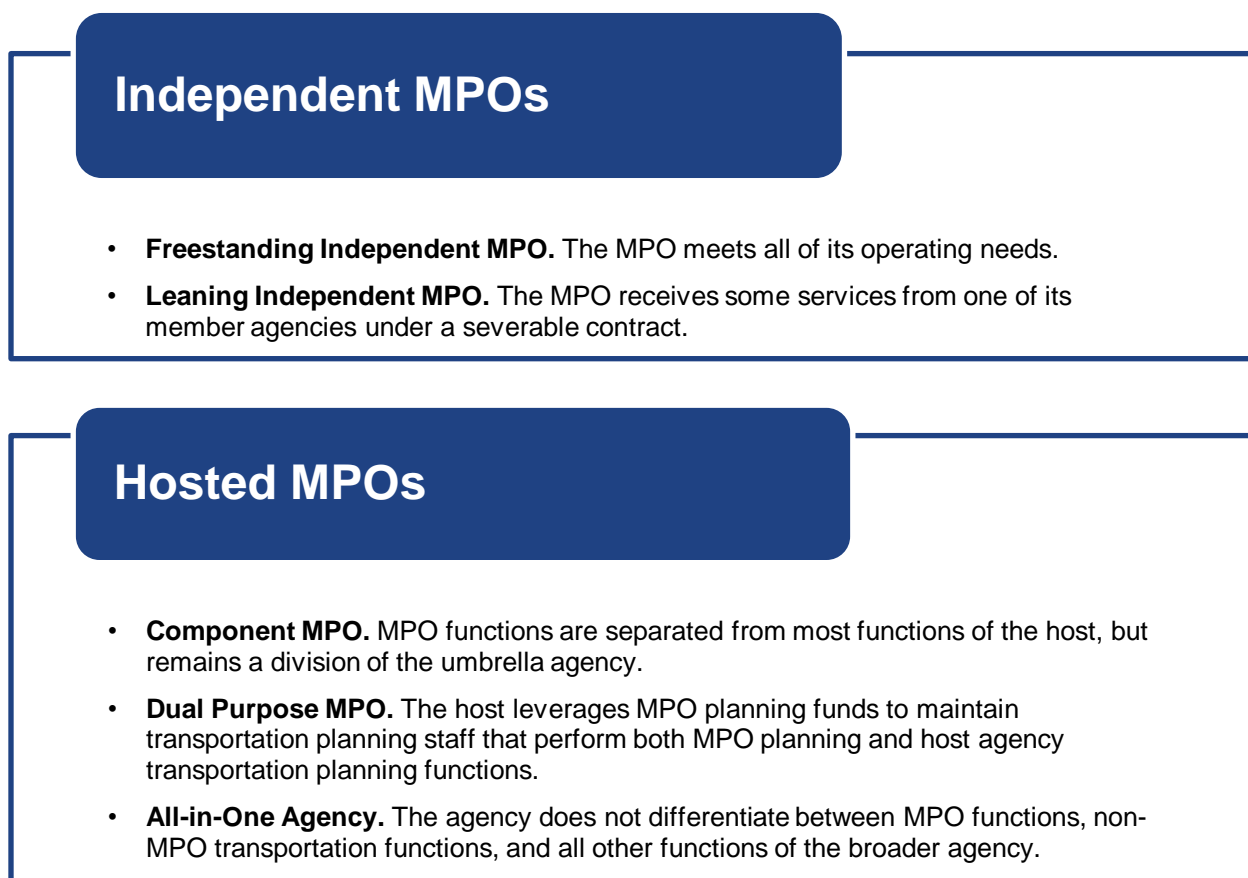 Independent MPOs
• Freestanding Independent MPO. The MPO meets all of its operating needs.
• Leaning Independent MPO. The MPO receives some services from one of its
member agencies under a severable contract.
Hosted MPOs
• Component MPO. MPO functions are separated from most functions of the host, but
remains a division of the umbrella agency.
• Dual Purpose MPO. The host leverages MPO planning funds to maintain
transportation planning staff that perform both MPO planning and host agency
transportation planning functions.
• All-in-One Agency. The agency does not differentiate between MPO functions, non-
MPO transportation functions, and all other functions of the broader agency.